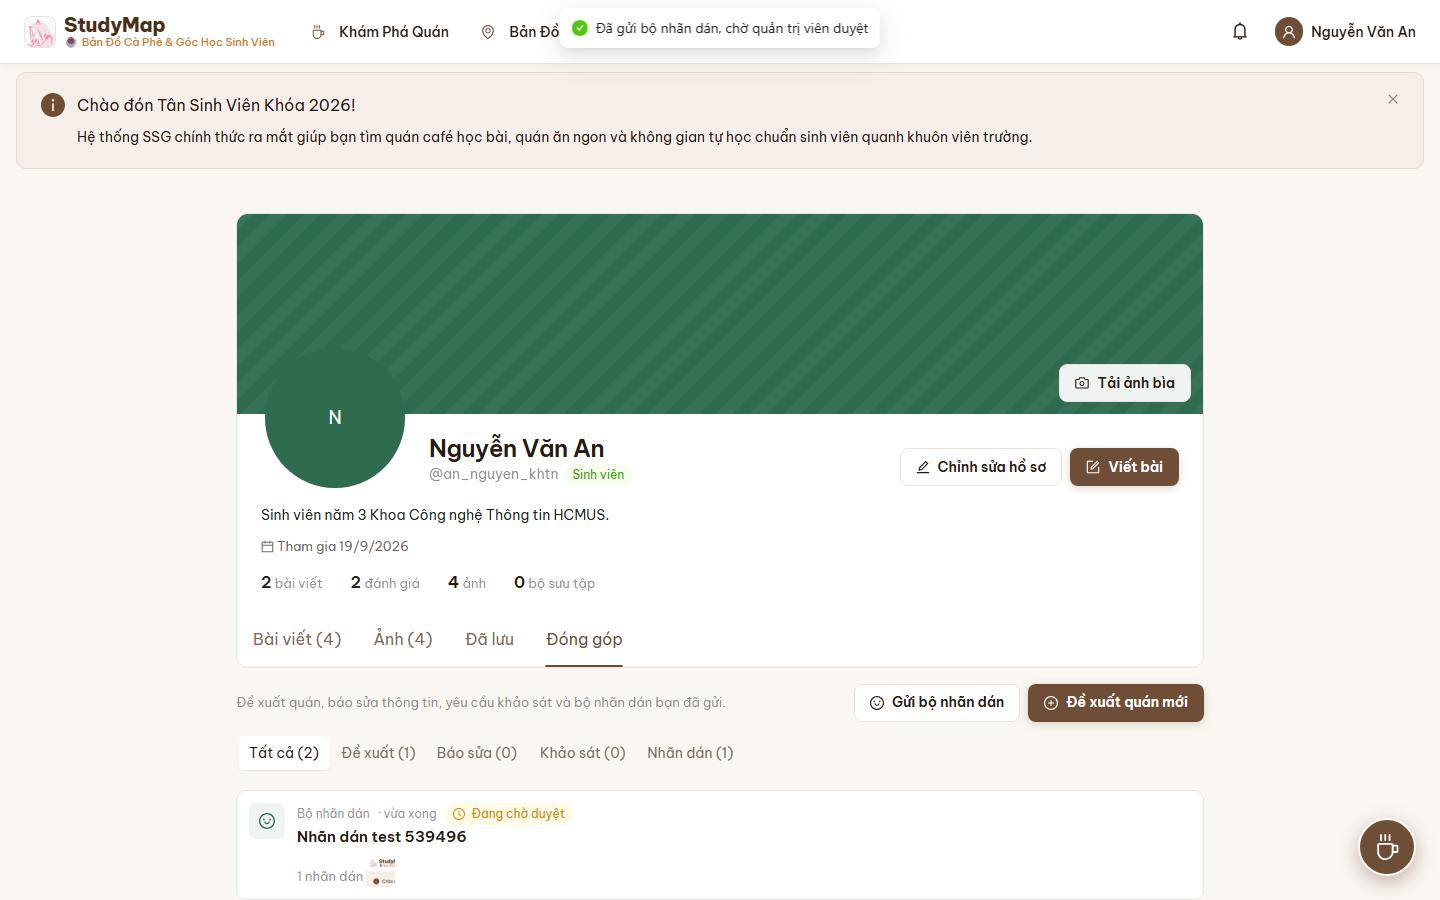 StudyMap
Bản Đồ Cà Phê & Góc Học Sinh Viên
Khám Phá Quán
Bản Đồ
Đã gửi bộ nhãn dán, chờ quản trị viên duyệt
Nguyễn Văn An
Chào đón Tân Sinh Viên Khóa 2026!
Hệ thống SSG chính thức ra mắt giúp bạn tìm quán café học bài, quán ăn ngon và không gian tự học chuẩn sinh viên quanh khuôn viên trường.
Tải ảnh bìa
N
Nguyễn Văn An
@an_nguyen_khtn Sinh viên
Chỉnh sửa hồ sơ
Viết bài
Sinh viên năm 3 Khoa Công nghệ Thông tin HCMUS.
Tham gia 19/9/2026
2 bài viết 2 đánh giá 4 ảnh 0 bộ sưu tập
Bài viết (4) Ảnh (4) Đã lưu Đóng góp
Đề xuất quán, báo sửa thông tin, yêu cầu khảo sát và bộ nhãn dán bạn đã gửi.
Gửi bộ nhãn dán
Đề xuất quán mới
Tất cả (2) Đề xuất (1) Báo sửa (0) Khảo sát (0) Nhãn dán (1)
Bộ nhãn dán · vừa xong Đang chờ duyệt
Nhãn dán test 539496
1 nhãn dán